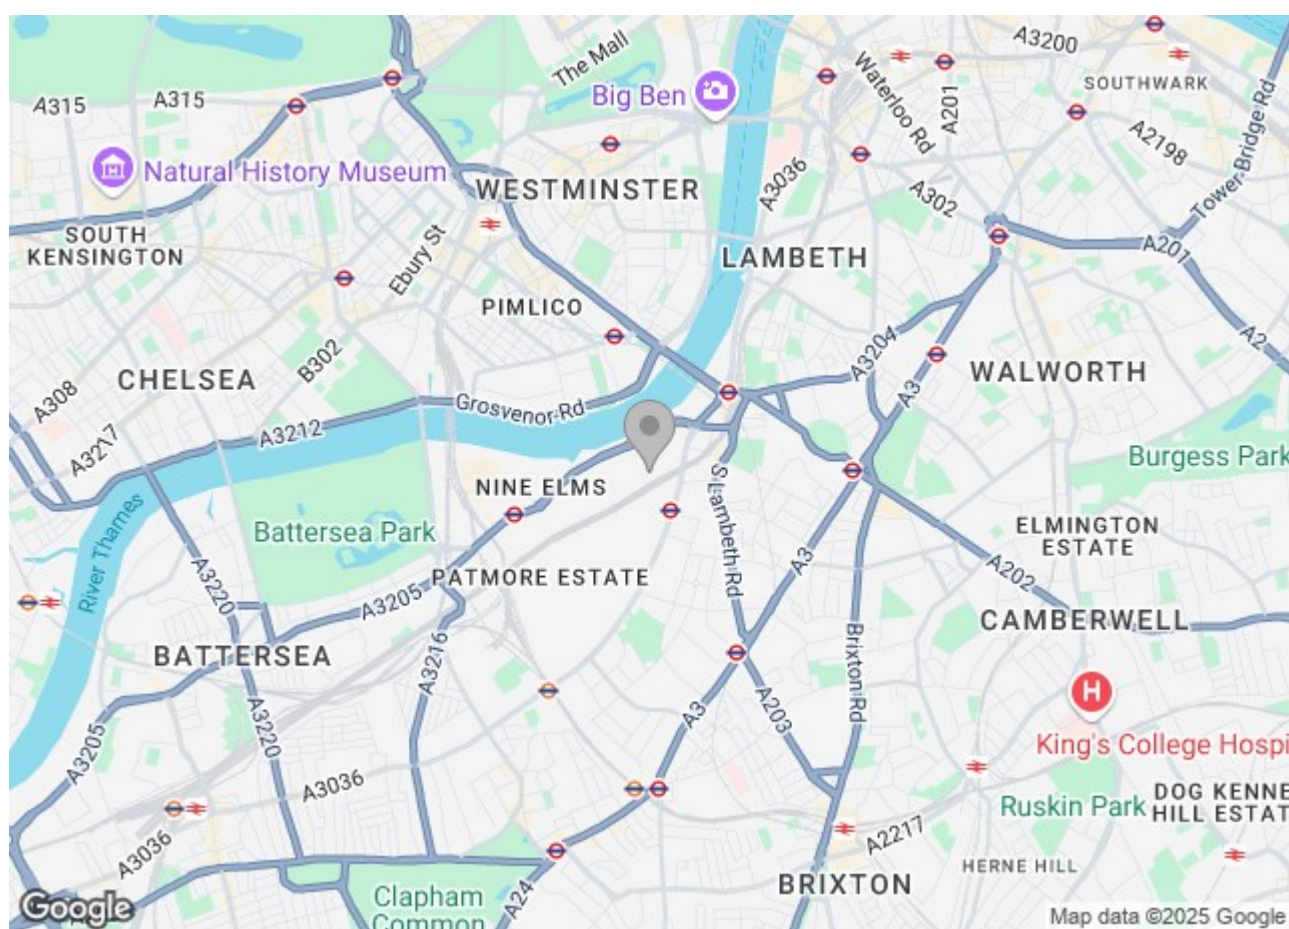 A3200
The Mall
SOUTHWARK
Big Ben
Waterloo Rd
A201
A315
A315
A2198
Tower Bridge Rd
Natural History Museum
WESTMINSTER
A3036
A302
SOUTH
KENSINGTON
Ebury St
LAMBETH
A201
PIMLICO
A2
CHELSEA
B302
A3204
WALWORTH
A308
A3
Grosvenor Rd
A3212
A3217
Burgess Park
NINE ELMS
S Lambeth Rd
River Thames
Battersea Park
ELMINGTON
ESTATE
A3220
PATMORE ESTATE
A3
A202
A3205
CAMBERWELL
BATTERSEA
A3216
Brixton Rd
H
A3205
A3220
A3
A203
King's College Hospi
A3036
Ruskin Park
DOG KENNE
HILL ESTAT
A3036
A2217
HERNE HILL
BRIXTON
Clapham
Common
A24
Google
Map data ©2025 Google